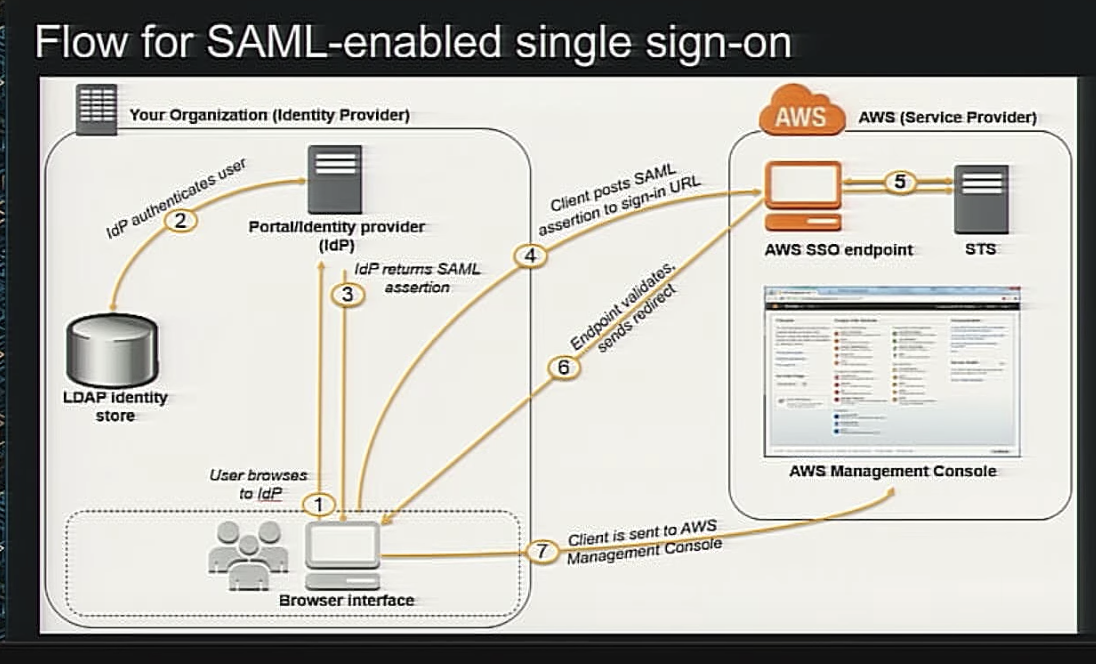 Flow for SAML-enabled single sign-on
Your Organization (Identity Provider)
AWS
AWS (Service Provider)
IdP authenticates user
2
Portal/Identity provider
(IdP)
Client posts SAML
assertion to sign-in URL
4
5
AWS SSO endpoint
STS
IdP returns SAML
assertion
3
Endpoint validates,
sends redirect
6
LDAP identity
store
AWS Management Console
User browses
to IdP
1
7
Client is sent to AWS
Management Console
Browser interface